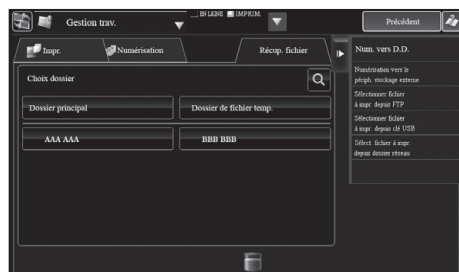 Gestion trav.
EN LIGNE IMPRIM.
Précédent
Impr.
Numérisation
Récup. fichier
Choix dossier
Dossier principal
Dossier de fichier temp.
AAA AAA
BBB BBB
Num. vers D.D.
Numérisation vers le
périph. stockage externe
Sélectionner fichier
à impr. depuis FTP
Sélectionner fichier
à impr. depuis clé USB
Sélect. fichier à impr.
depuis dossier réseau